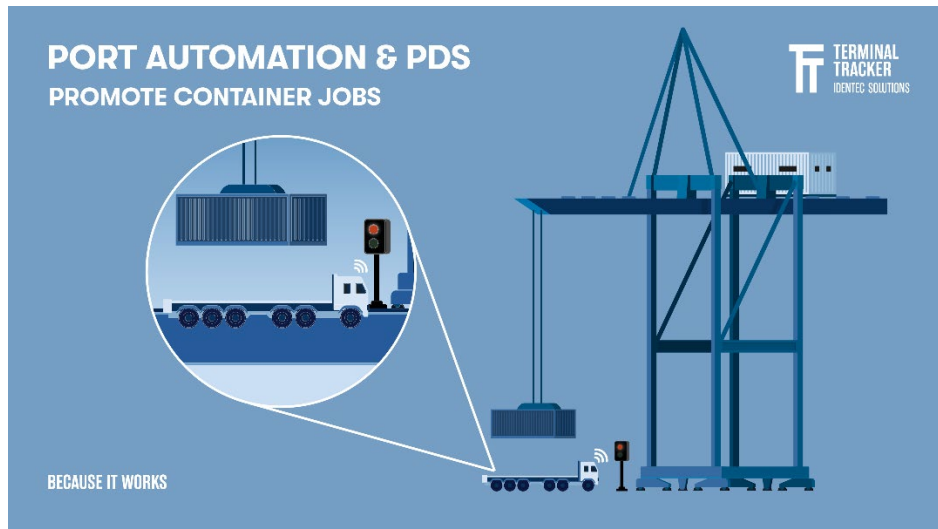 PORT AUTOMATION & PDS
PROMOTE CONTAINER JOBS
TERMINAL
TRACKER
IDENTEC SOLUTIONS
BECAUSE IT WORKS